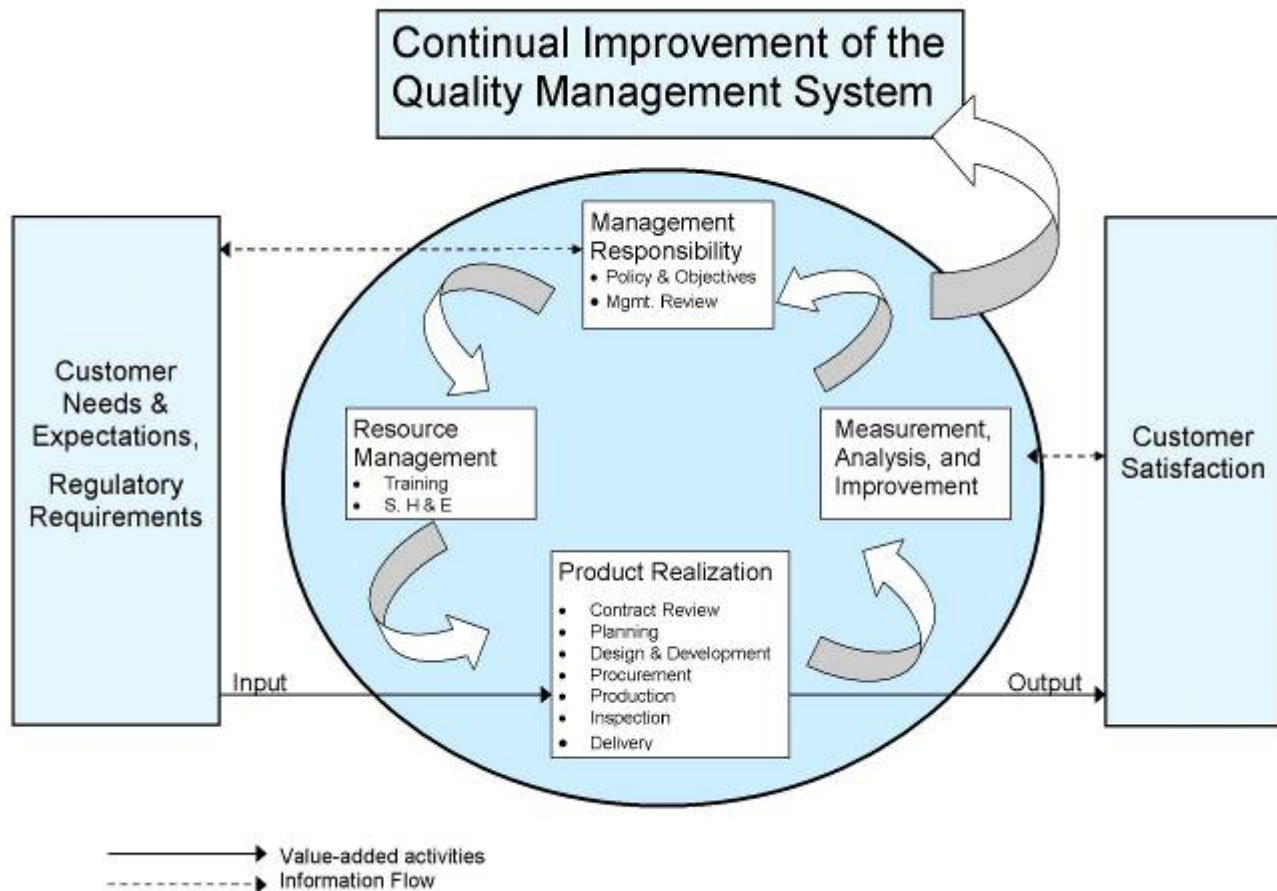 Continual Improvement of the
Quality Management System
Customer
Needs &
Expectations,
Regulatory
Requirements
Management
Responsibility
• Policy & Objectives
• Mgmt. Review
Resource
Management
• Training
• S. H & E
Measurement,
Analysis, and
Improvement
Customer
Satisfaction
Product Realization
• Contract Review
• Planning
• Design & Development
• Procurement
• Production
• Inspection
• Delivery
Input
Output
Value-added activities
Information Flow